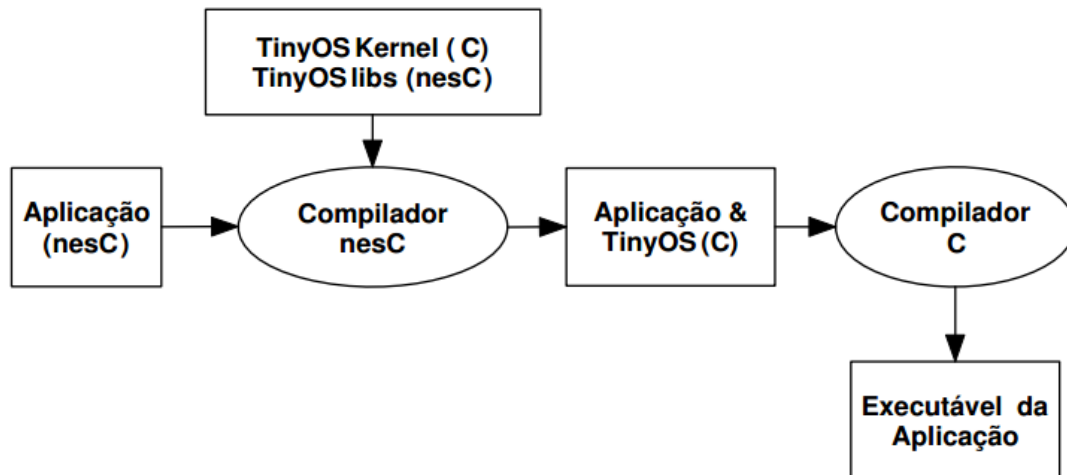 TinyOS Kernel ( C)
TinyOS libs (nesC)
Aplicação
(nesC)
Compilador
nesC
Aplicação &
TinyOS (C)
Compilador
C
Executável da
Aplicação